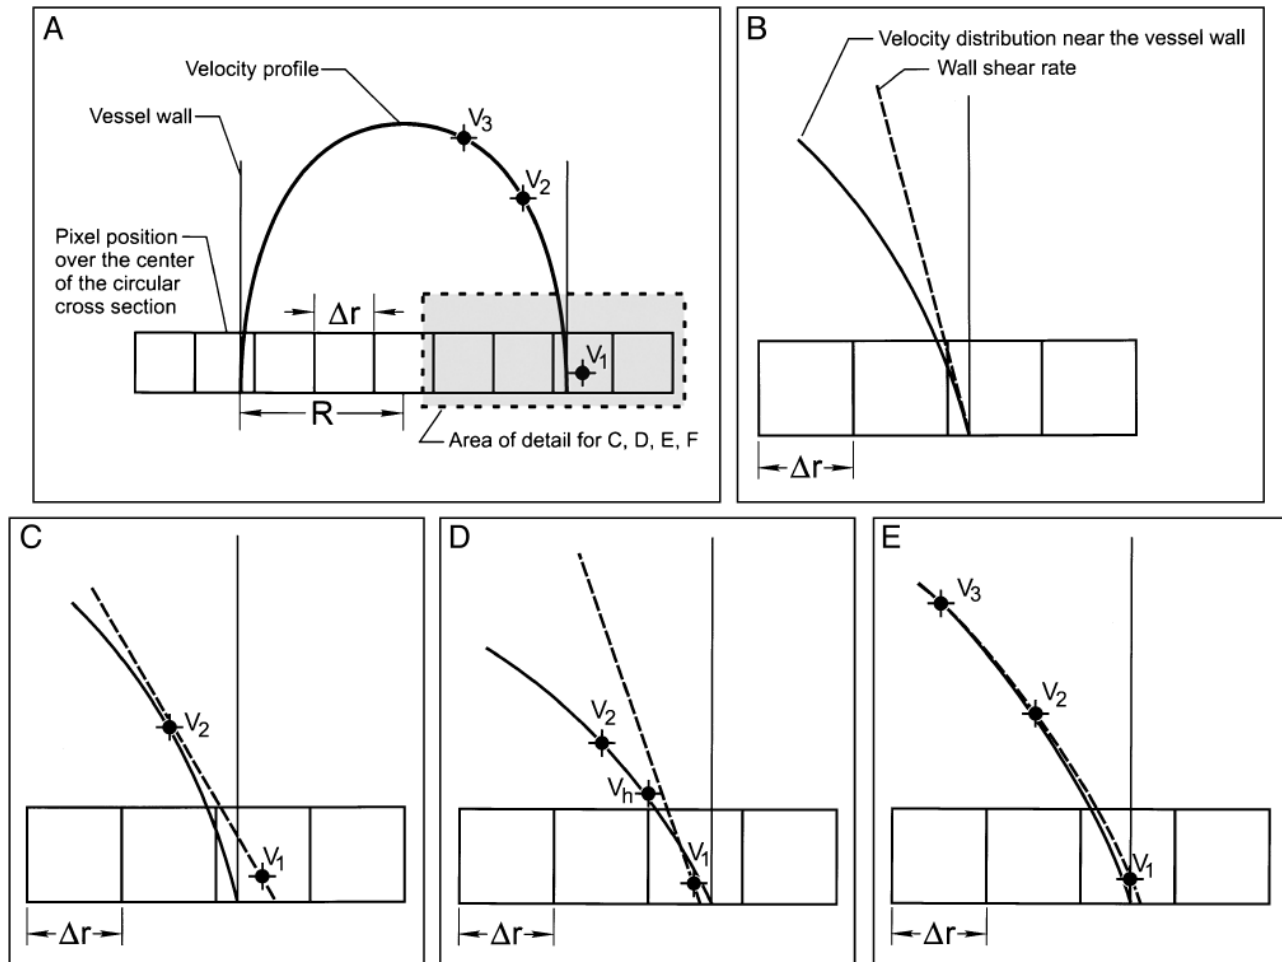 A
Velocity profile
Vessel wall
V3
V2
Pixel position
over the center
of the circular
cross section
Δr
V1
R
Area of detail for C, D, E, F
B
Velocity distribution near the vessel wall
Wall shear rate
Δr
C
V2
V1
Δr
D
V2
Vh
V1
Δr
E
V3
V2
V1
Δr